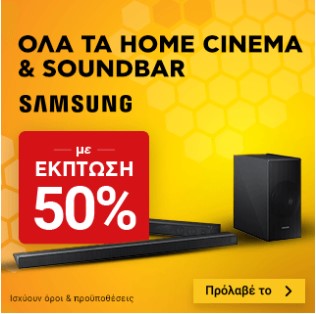 ΟΛΑ ΤΑ HOME CINEMA
& SOUNDBAR
SAMSUNG
με
ΕΚΠΤΩΣΗ
50%
Ισχύουν όροι & προϋποθέσεις
Πρόλαβέ το